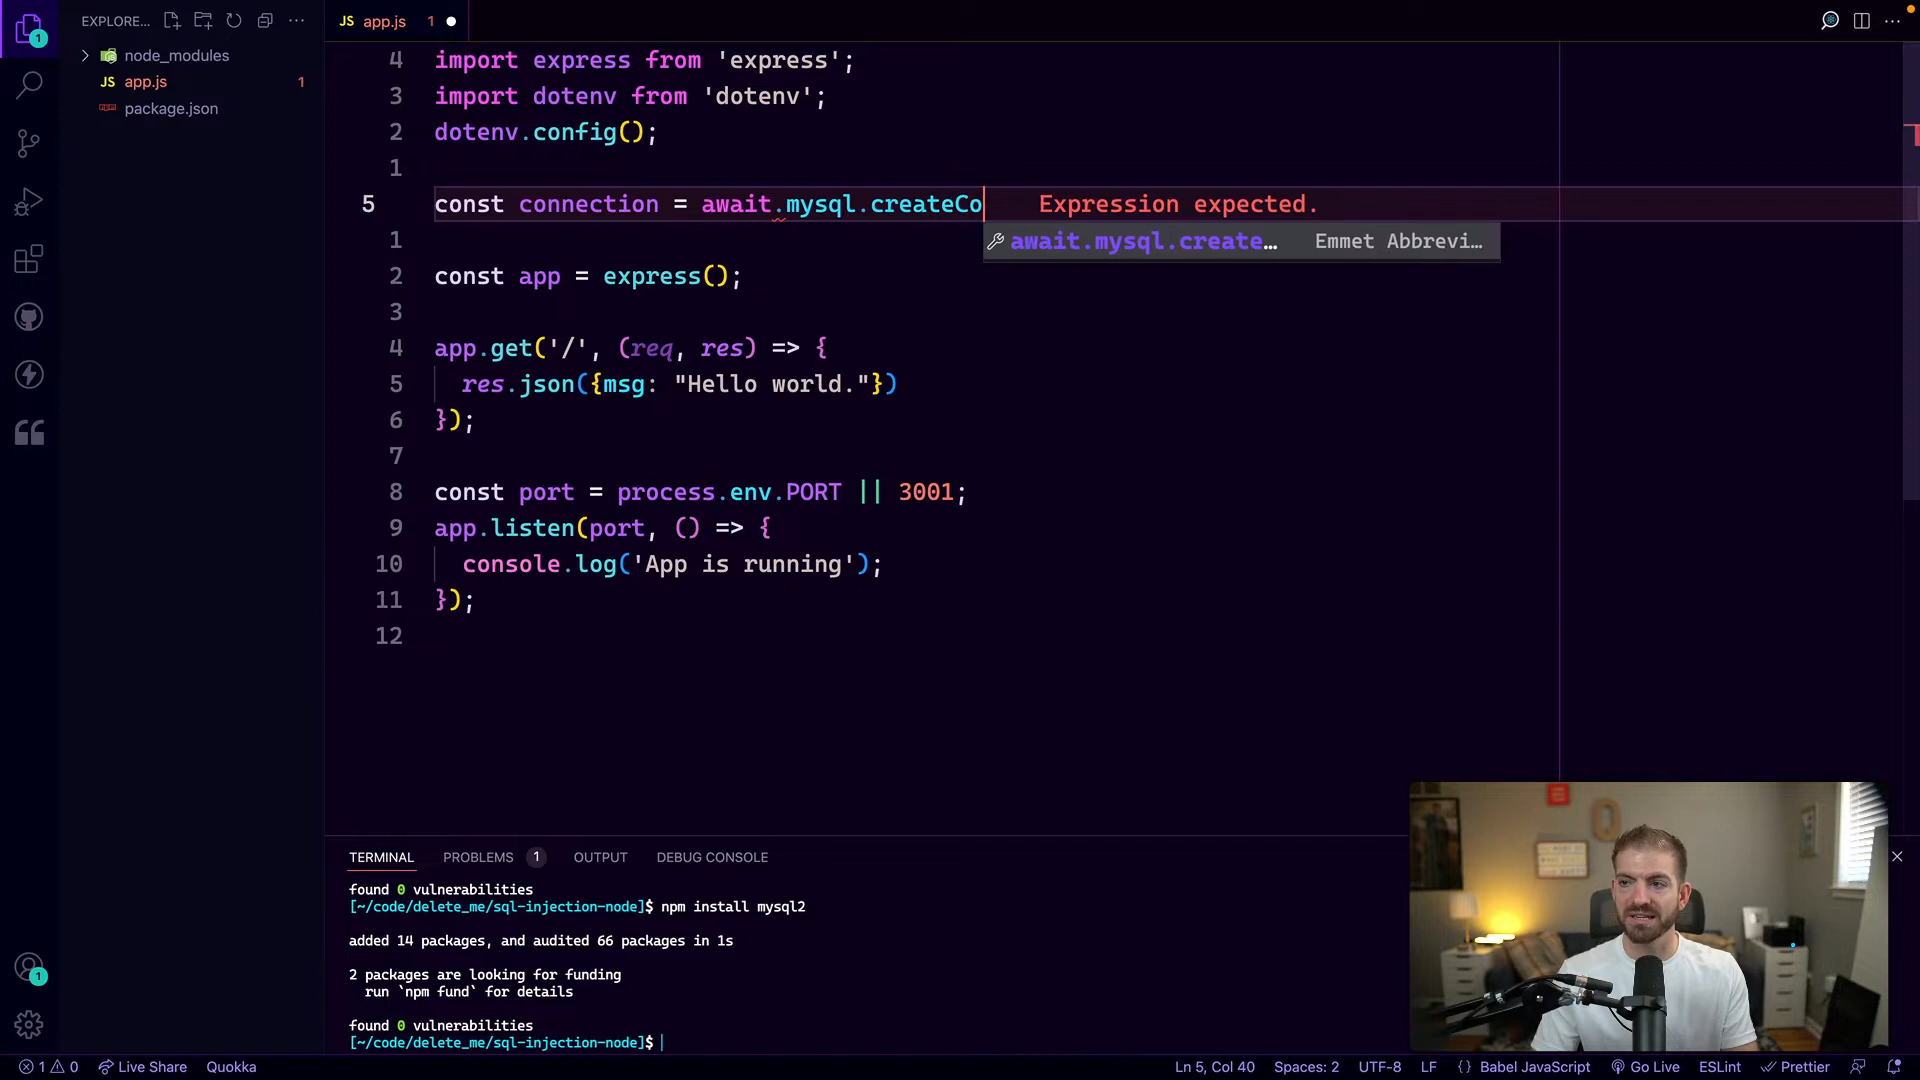 EXPLORE...
node_modules
JS app.js 1
package.json
JS app.js 1
4 import express from 'express';
3 import dotenv from 'dotenv';
2 dotenv.config();
1
5 const connection = await.mysql.createCo Expression expected.
await.mysql.create… Emmet Abbrevi…
1
2 const app = express();
3
4 app.get('/', (req, res) => {
5 res.json({msg: "Hello world."})
6 });
7
8 const port = process.env.PORT || 3001;
9 app.listen(port, () => {
10 console.log('App is running');
11 });
12
TERMINAL PROBLEMS 1 OUTPUT DEBUG CONSOLE
found 0 vulnerabilities
[~/code/delete_me/sql-injection-node]$ npm install mysql2
added 14 packages, and audited 66 packages in 1s
2 packages are looking for funding
run `npm fund` for details
found 0 vulnerabilities
[~/code/delete_me/sql-injection-node]$
1
1
1 0 Live Share Quokka Ln 5, Col 40 Spaces: 2 UTF-8 LF {} Babel JavaScript Go Live ESLint Prettier